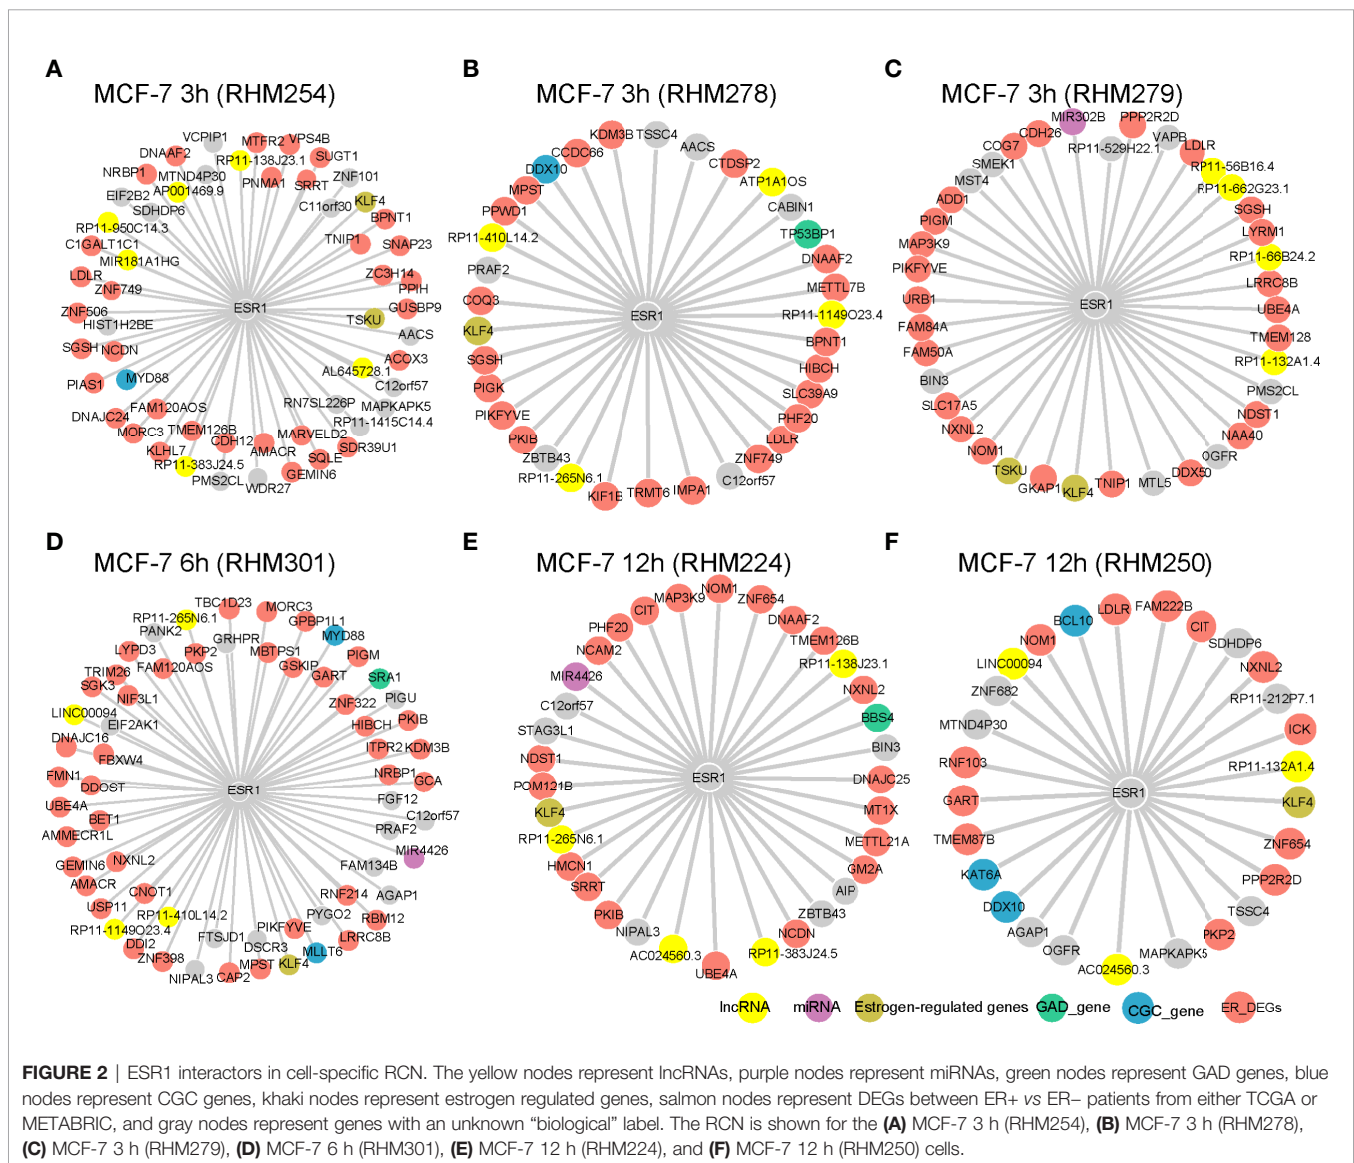 A
MCF-7 3h (RHM254)
VCPIP1
MTFR2
VPS4B
DNAAF2
RP11-138J23.1
SUGT1
NRBP1
MTND4P30
PNMA1
SRRT
ZNF101
EIF2B2
AP001469.9
SDHDP6
C11orf30
KLF4
RP11-950C14.3
BPNT1
C1GALT1C1
TNIP1
SNAP23
MIR181A1HG
LDLR
ZC3H14
ZNF749
PPIH
ZNF506
ESR1
GUSBP9
HIST1H2BE
TSKU
AACS
SGSH
NCDN
ACOX3
AL645728.1
PIAS1
MYD88
C12orf57
RN7SL226P
MAPKAPK5
DNAJC24
FAM120AOS
RP11-1415C14.4
MORC3
TMEM126B
MARVELD2
KLHL7
CDH12
AMACR
SDR39U1
RP11-383J24.5
SQLE
PMS2CL
WDR27
GEMIN6
B
MCF-7 3h (RHM278)
KDM3B
TSSC4
AACS
CCDC66
CTDSP2
DDX10
ATP1A1OS
MPST
CABIN1
PPWD1
TP53BP1
RP11-410L14.2
DNAAF2
PRAF2
METTL7B
COQ3
RP11-1149O23.4
ESR1
KLF4
BPNT1
SGSH
HIBCH
PIGK
SLC39A9
PIKFYVE
PHF20
PKIB
LDLR
ZBTB43
ZNF749
RP11-265N6.1
C12orf57
KIF1B
TRMT6
IMPA1
C
MCF-7 3h (RHM279)
MIR302B
PPP2R2D
CDH26
VAPB
COG7
RP11-529H22.1
LDLR
SMEK1
RP11-56B16.4
MST4
RP11-662G23.1
ADD1
SGSH
PIGM
LYRM1
MAP3K9
RP11-66B24.2
PIKFYVE
LRRC8B
URB1
ESR1
UBE4A
FAM84A
TMEM128
FAM50A
RP11-132A1.4
BIN3
PMS2CL
SLC17A5
NDST1
NXNL2
NAA40
NOM1
OGFR
TSKU
DDX50
GKAP1
KLF4
TNIP1
MTL5
D
MCF-7 6h (RHM301)
TBC1D23
MORC3
RP11-265N6.1
GPBP1L1
PANK2
GRHPR
MYD88
LYPD3
PKP2
MBTPS1
PIGM
TRIM26
FAM120AOS
GSKIP
SGK3
GART
SRA1
NIF3L1
ZNF322
PIGU
LINC00094
EIF2AK1
HIBCH
PKIB
DNAJC16
ITPR2
KDM3B
FBXW4
FMN1
NRBP1
DDOST
GCA
ESR1
FGF12
UBE4A
BET1
C12orf57
AMMECR1L
PRAF2
MIR4426
GEMIN6
NXNL2
FAM134B
AMACR
CNOT1
RNF214
AGAP1
USP11
RP11-410L14.2
PYGO2
RBM12
RP11-1149O23.4
FTSJD1
PIKFYVE
LRRC8B
DDI2
DSCR3
MLLT6
ZNF398
MPST
KLF4
NIPAL3
CAP2
E
MCF-7 12h (RHM224)
NOM1
MAP3K9
ZNF654
CIT
DNAAF2
PHF20
TMEM126B
NCAM2
RP11-138J23.1
MIR4426
NXNL2
C12orf57
BBS4
STAG3L1
BIN3
NDST1
DNAJC25
ESR1
POM121B
MT1X
KLF4
METTL21A
RP11-265N6.1
GM2A
HMCN1
AIP
SRRT
ZBTB43
PKIB
NCDN
NIPAL3
RP11-383J24.5
AC024560.3
UBE4A
F
MCF-7 12h (RHM250)
LDLR
FAM222B
BCL10
CIT
NOM1
SDHDP6
LINC00094
NXNL2
ZNF682
RP11-212P7.1
MTND4P30
ICK
RNF103
RP11-132A1.4
GART
ESR1
KLF4
TMEM87B
ZNF654
KAT6A
PPP2R2D
DDX10
TSSC4
AGAP1
PKP2
OGFR
MAPKAPK5
AC024560.3
lncRNA miRNA Estrogen-regulated genes GAD_gene CGC_gene ER_DEGs
FIGURE 2 | ESR1 interactors in cell-specific RCN. The yellow nodes represent lncRNAs, purple nodes represent miRNAs, green nodes represent GAD genes, blue
nodes represent CGC genes, khaki nodes represent estrogen regulated genes, salmon nodes represent DEGs between ER+ vs ER− patients from either TCGA or
METABRIC, and gray nodes represent genes with an unknown “biological” label. The RCN is shown for the (A) MCF-7 3 h (RHM254), (B) MCF-7 3 h (RHM278),
(C) MCF-7 3 h (RHM279), (D) MCF-7 6 h (RHM301), (E) MCF-7 12 h (RHM224), and (F) MCF-7 12 h (RHM250) cells.